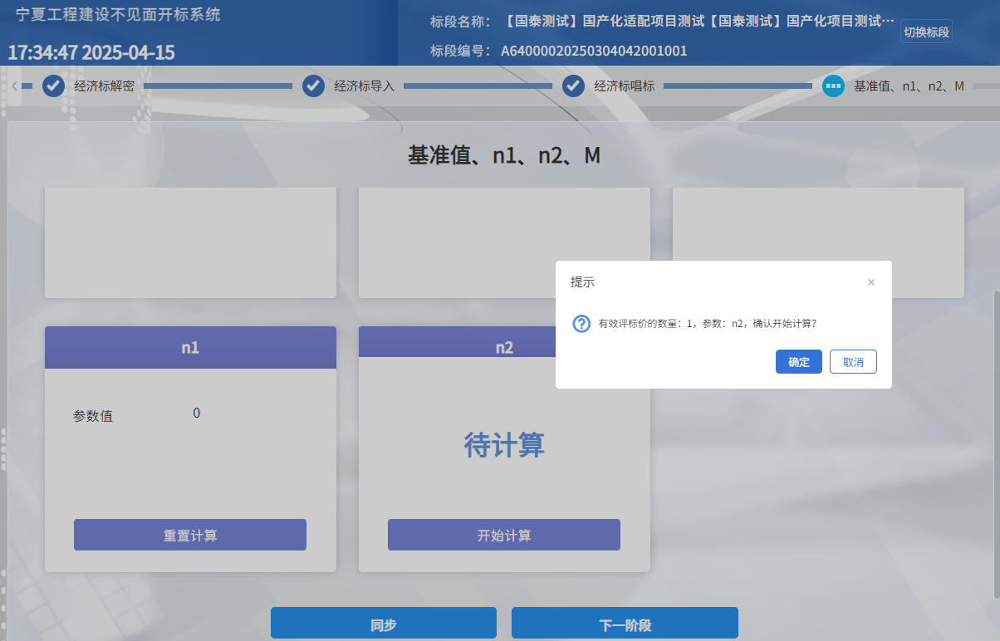 宁夏工程建设不见面开标系统
17:34:47 2025-04-15
标段名称： 【国泰测试】国产化适配项目测试【国泰测试】国产化项目测试…
标段编号： A64000020250304042001001
切换标段
经济标解密
经济标导入
经济标唱标
基准值、n1、n2、M
基准值、n1、n2、M
提示
×
有效评标价的数量：1，参数：n2，确认开始计算？
确定
取消
n1
参数值 0
重置计算
n2
待计算
开始计算
同步
下一阶段